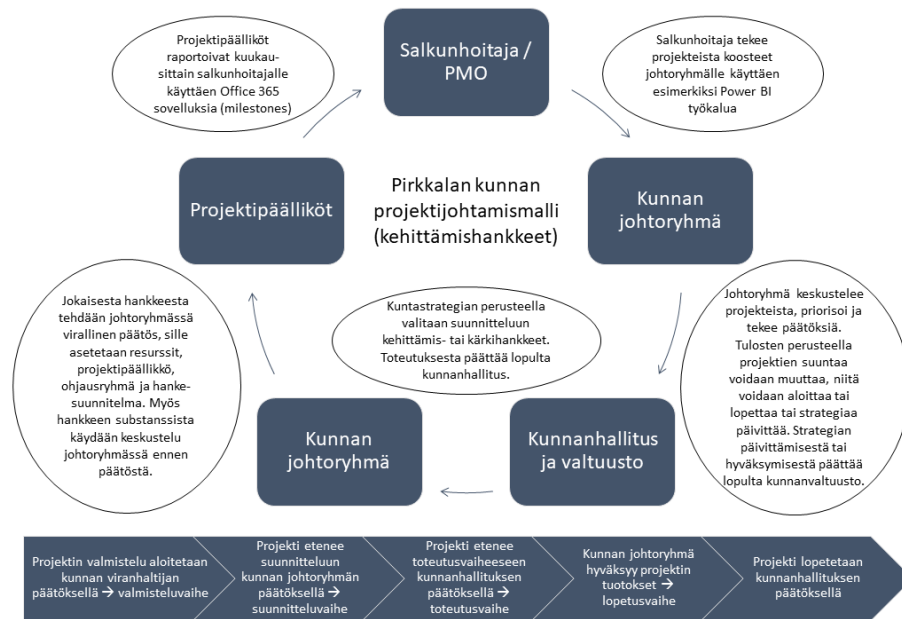 Projektipäälliköt
raportoivat kuukau-
sittain salkunhoitajalle
käyttäen Office 365
sovelluksia (milestones)
Salkunhoitaja /
PMO
Salkunhoitaja tekee
projekteista koosteet
johtoryhmälle käyttäen
esimerkiksi Power BI
työkalua
Projektipäälliköt
Pirkkalan kunnan
projektijohtamismalli
(kehittämishankkeet)
Kunnan
johtoryhmä
Jokaisesta hankkeesta
tehdään johtoryhmässä
virallinen päätös, sille
asetetaan resurssit,
projektipäällikkö,
ohjausryhmä ja hanke-
suunnitelma. Myös
hankkeen substanssista
käydään keskustelu
johtoryhmässä ennen
päätöstä.
Kuntastrategian perusteella
valitaan suunnitteluun
kehittämis- tai kärkihankkeet.
Toteutuksesta päättää lopulta
kunnanhallitus.
Johtoryhmä keskustelee
projekteista, priorisoi ja
tekee päätöksiä.
Tulosten perusteella
projektien suuntaa
voidaan muuttaa, niitä
voidaan aloittaa tai
lopettaa tai strategiaa
päivittää. Strategian
päivittämisestä tai
hyväksymisestä päättää
lopulta kunnanvaltuusto.
Kunnan
johtoryhmä
Kunnanhallitus
ja valtuusto
Projektin valmistelu aloitetaan
kunnan viranhaltijan
päätöksellä → valmisteluvaihe
Projekti etenee
suunnitteluun
kunnan johtoryhmän
päätöksellä →
suunnitteluvaihe
Projekti etenee
toteutusvaiheeseen
kunnanhallituksen
päätöksellä →
toteutusvaihe
Kunnan johtoryhmä
hyväksyy projektin
tuotokset →
lopetusvaihe
Projekti lopetetaan
kunnanhallituksen
päätöksellä